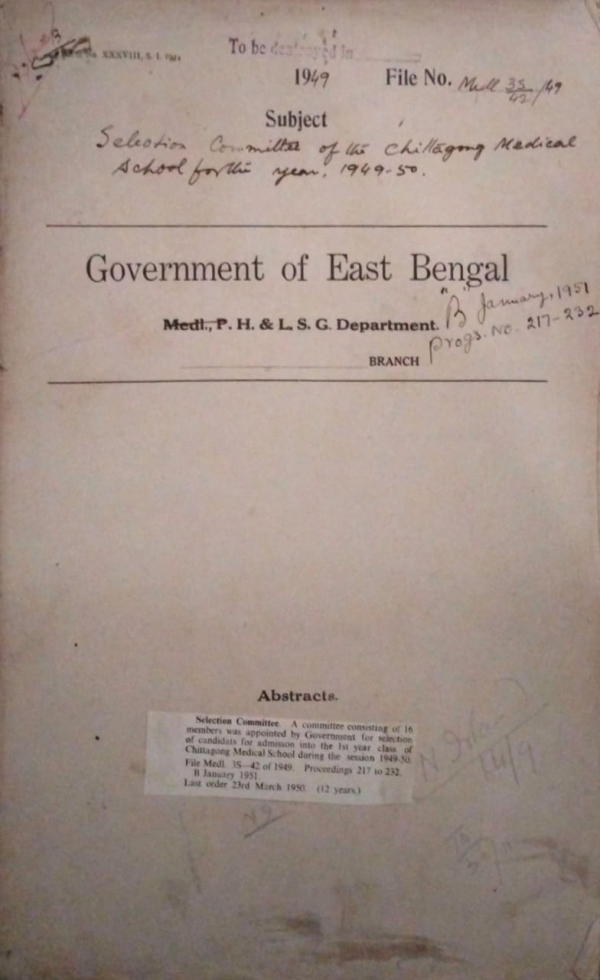 XXXVIII, S. I.
To be destroyed in
1949 File No. Medl 3S/42/49
Subject
Selection Committee of the Chittagong Medical
School for the year, 1949-50.
Government of East Bengal
Medl., P. H. & L. S. G. Department.
"B" January, 1951
Progs. No. 217-232
BRANCH
Abstracts.
Selection Committee. A committee consisting of 16
members was appointed by Government for selection
of candidats for admission into the 1st year class of
Chittagong Medical School during the session 1949-50.
File Medl. 3S—42 of 1949. Proceedings 217 to 232.
B January 1951.
Last order 23rd March 1950. (12 years.)